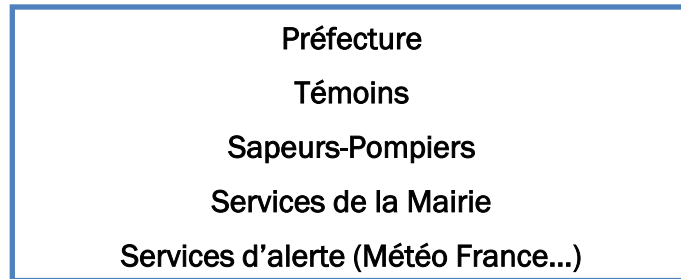 Préfecture
Témoins
Sapeurs-Pompiers
Services de la Mairie
Services d'alerte (Météo France...)